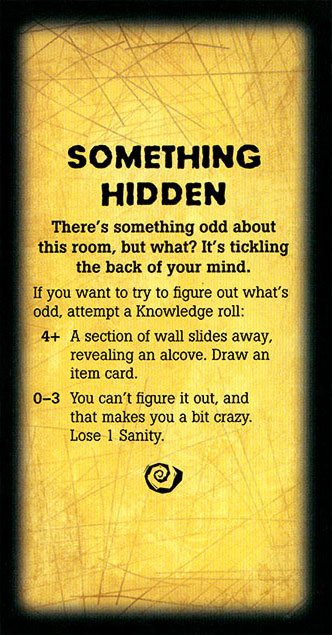 SOMETHING
HIDDEN
There's something odd about
this room, but what? It's tickling
the back of your mind.
If you want to try to figure out what's
odd, attempt a Knowledge roll:
4+ A section of wall slides away,
revealing an alcove. Draw an
item card.
0–3 You can't figure it out, and
that makes you a bit crazy.
Lose 1 Sanity.